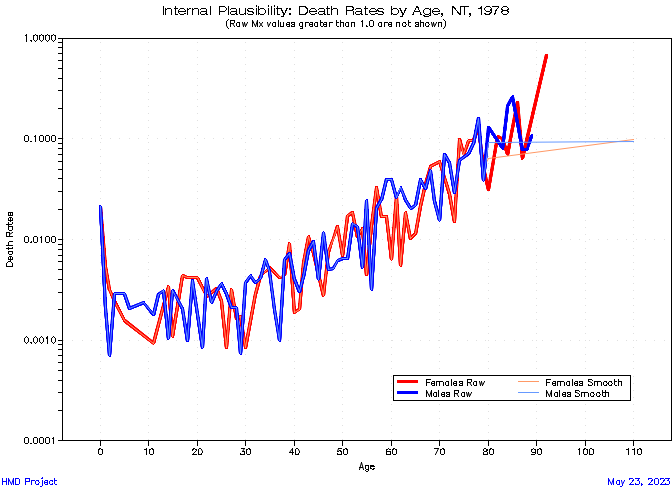 Internal Plausibility: Death Rates by Age, NT, 1978
(Raw Mx values greater than 1.0 are not shown)
1.0000
0.1000
0.0100
0.0010
0.0001
Death Rates
0 10 20 30 40 50 60 70 80 90 100 110
Age
Females Raw Females Smooth
Males Raw Males Smooth
HMD Project May 23, 2023